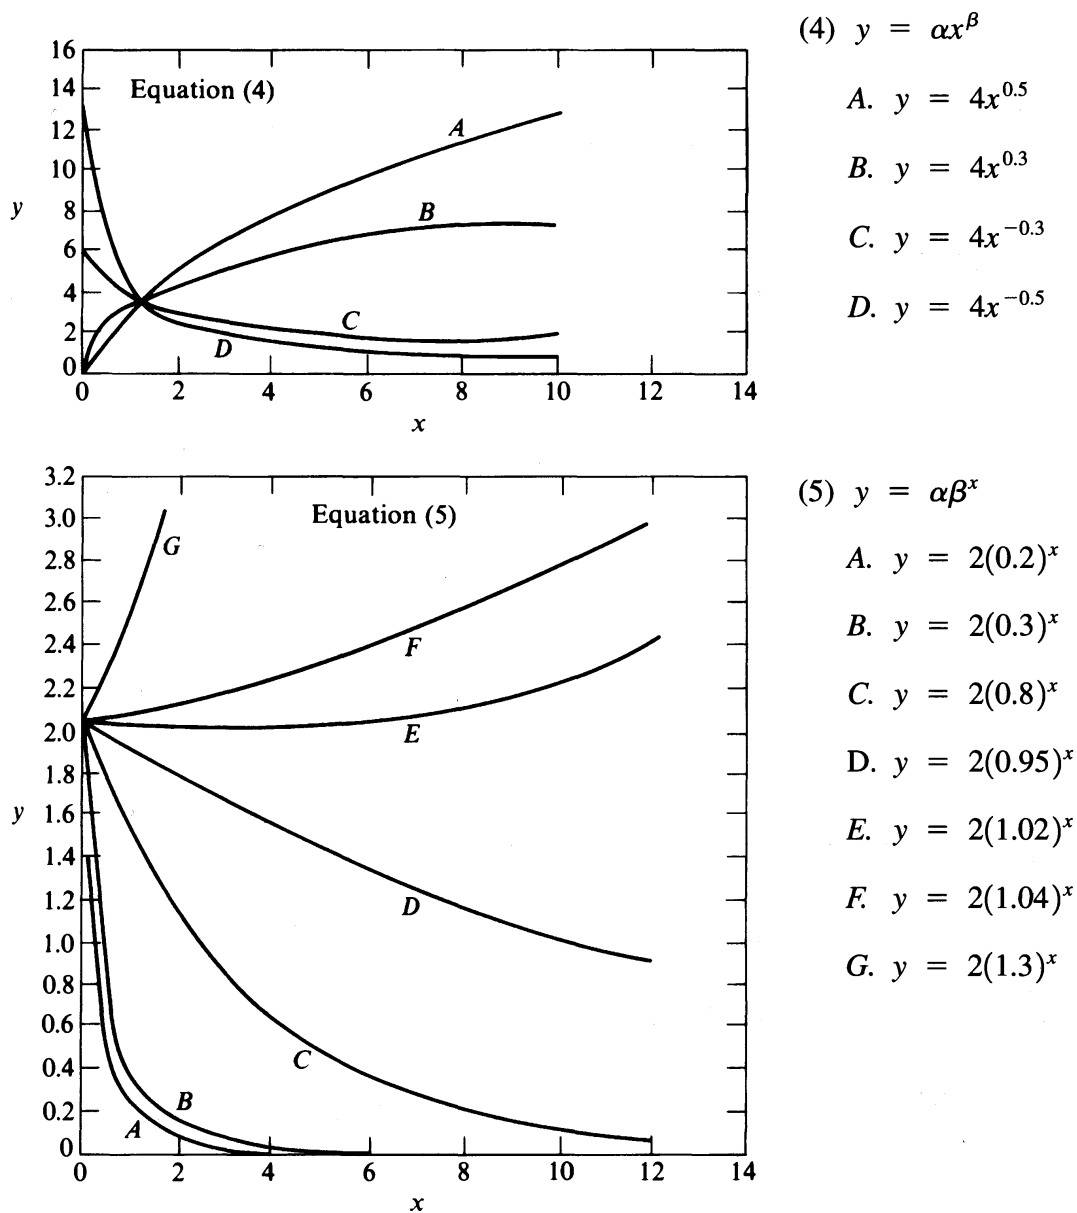 Equation (4)
16
14
12
10
8
6
4
2
0
y
A
B
C
D
0 2 4 6 8 10 12 14
x
(4) y = αx^β
A. y = 4x^0.5
B. y = 4x^0.3
C. y = 4x^−0.3
D. y = 4x^−0.5
Equation (5)
3.2
3.0
2.8
2.6
2.4
2.2
2.0
1.8
1.6
1.4
1.2
1.0
0.8
0.6
0.4
0.2
0
y
G
F
E
D
C
B
A
0 2 4 6 8 10 12 14
x
(5) y = αβ^x
A. y = 2(0.2)^x
B. y = 2(0.3)^x
C. y = 2(0.8)^x
D. y = 2(0.95)^x
E. y = 2(1.02)^x
F. y = 2(1.04)^x
G. y = 2(1.3)^x